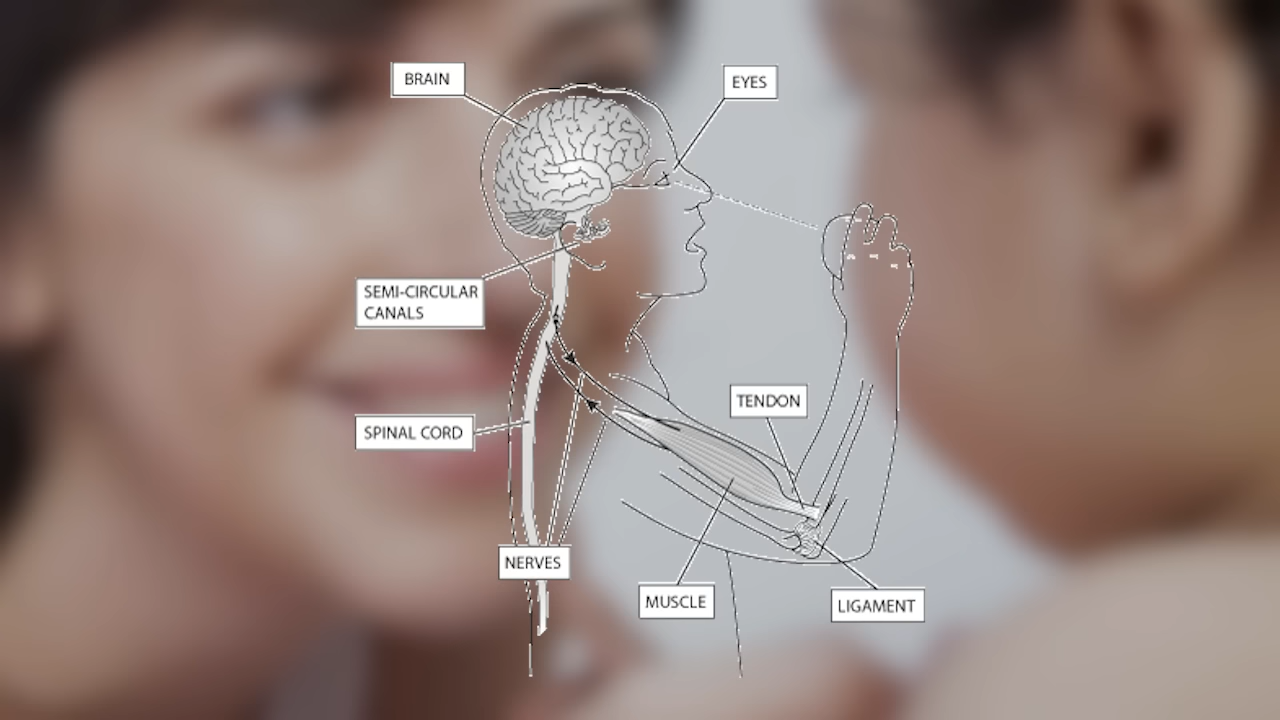 BRAIN
EYES
SEMI-CIRCULAR
CANALS
TENDON
SPINAL CORD
NERVES
MUSCLE
LIGAMENT